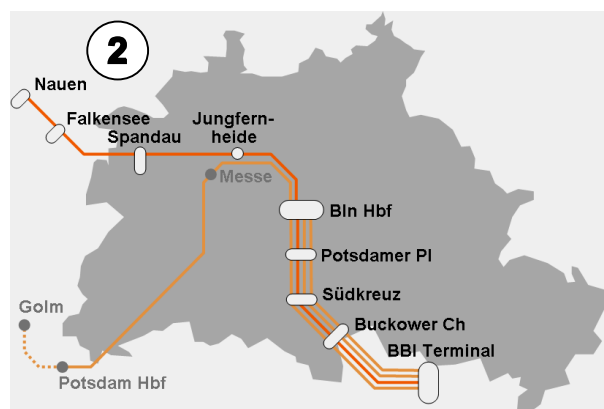 2
Nauen
Falkensee
Spandau
Jungfern-
heide
Messe
Bln Hbf
Potsdamer Pl
Südkreuz
Buckower Ch
BBI Terminal
Golm
Potsdam Hbf